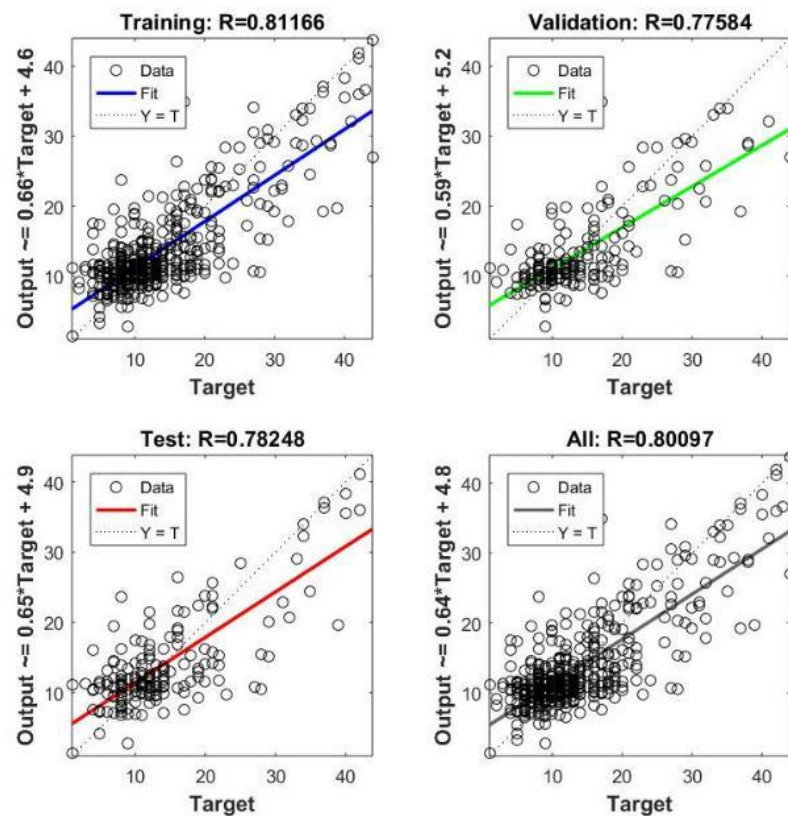 Training: R=0.81166
Output ~= 0.66*Target + 4.6
40
30
20
10
Data
Fit
Y = T
10
20
30
40
Target
Validation: R=0.77584
Output ~= 0.59*Target + 5.2
40
30
20
10
Data
Fit
Y = T
10
20
30
40
Target
Test: R=0.78248
Output ~= 0.65*Target + 4.9
40
30
20
10
Data
Fit
Y = T
10
20
30
40
Target
All: R=0.80097
Output ~= 0.64*Target + 4.8
40
30
20
10
Data
Fit
Y = T
10
20
30
40
Target